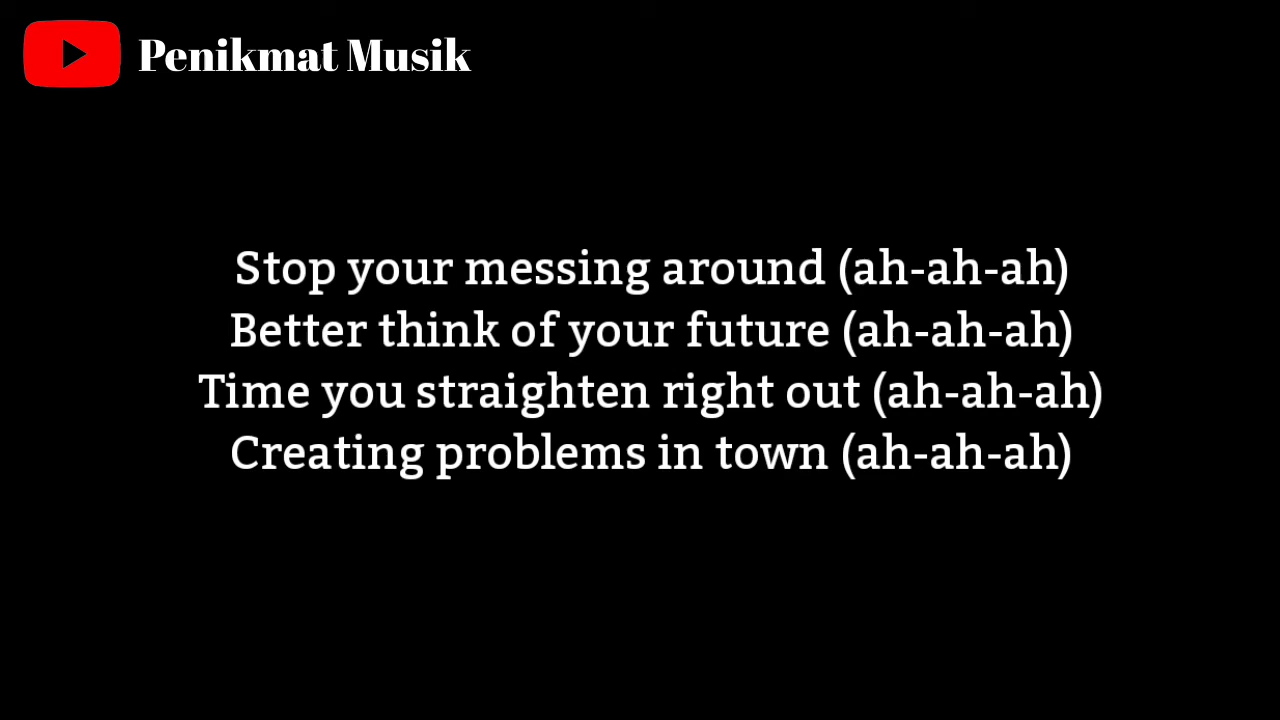 Penikmat Musik
Stop your messing around (ah-ah-ah)
Better think of your future (ah-ah-ah)
Time you straighten right out (ah-ah-ah)
Creating problems in town (ah-ah-ah)